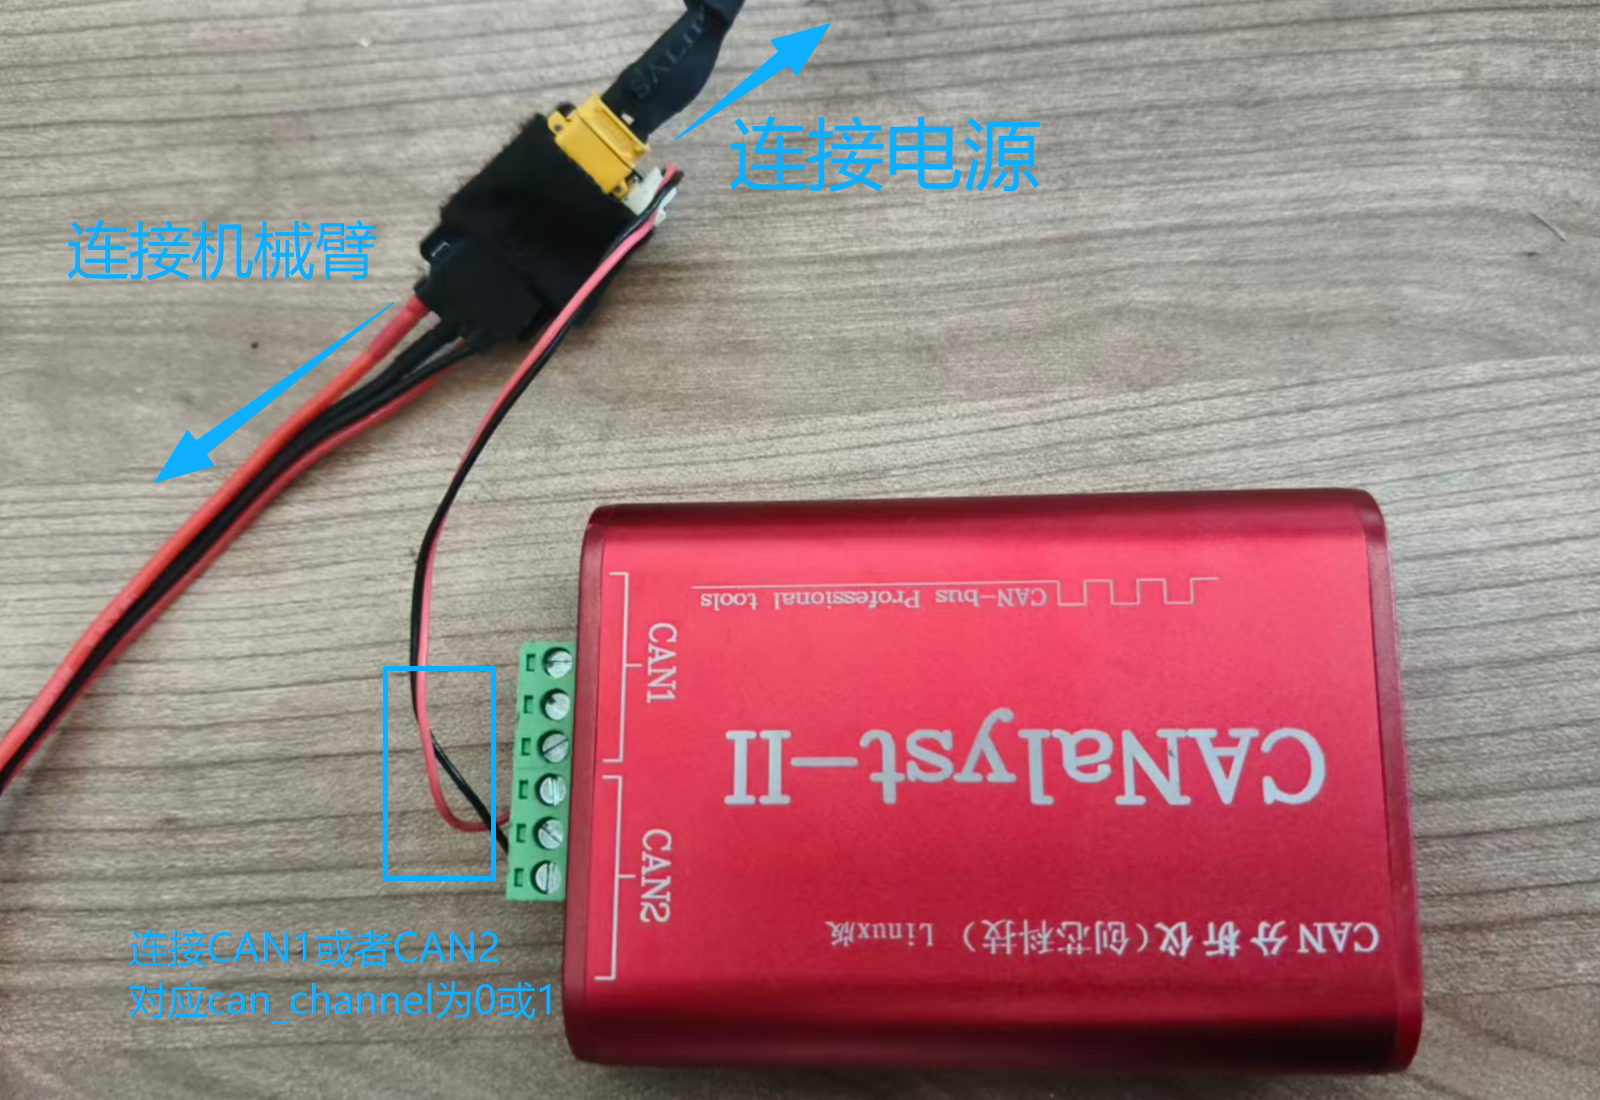 连接电源
连接机械臂
CAN-bus Professional tools
CAN1
CANalyst-II
CAN2
CAN分析仪(创芯科技) Linux版
连接CAN1或者CAN2
对应can_channel为0或1